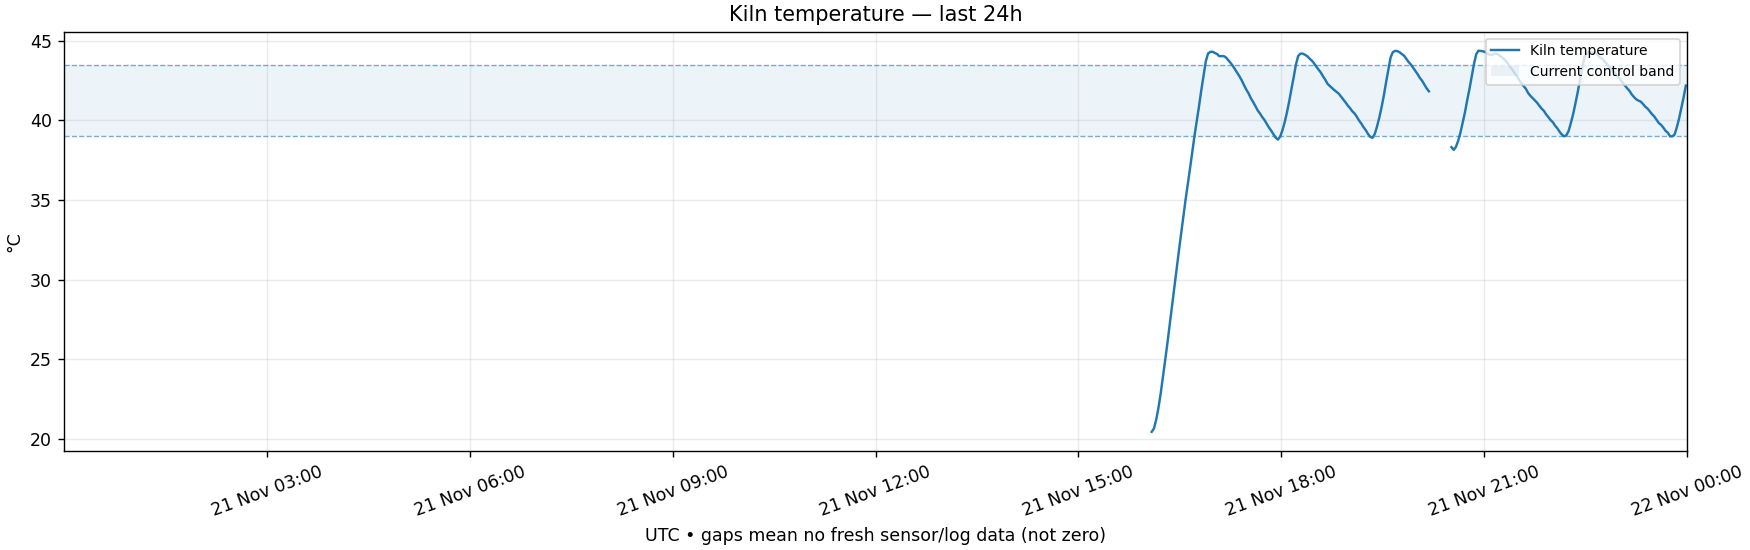 Kiln temperature — last 24h
45
40
35
30
25
20
°C
Kiln temperature
Current control band
21 Nov 03:00
21 Nov 06:00
21 Nov 09:00
21 Nov 12:00
21 Nov 15:00
21 Nov 18:00
21 Nov 21:00
22 Nov 00:00
UTC • gaps mean no fresh sensor/log data (not zero)